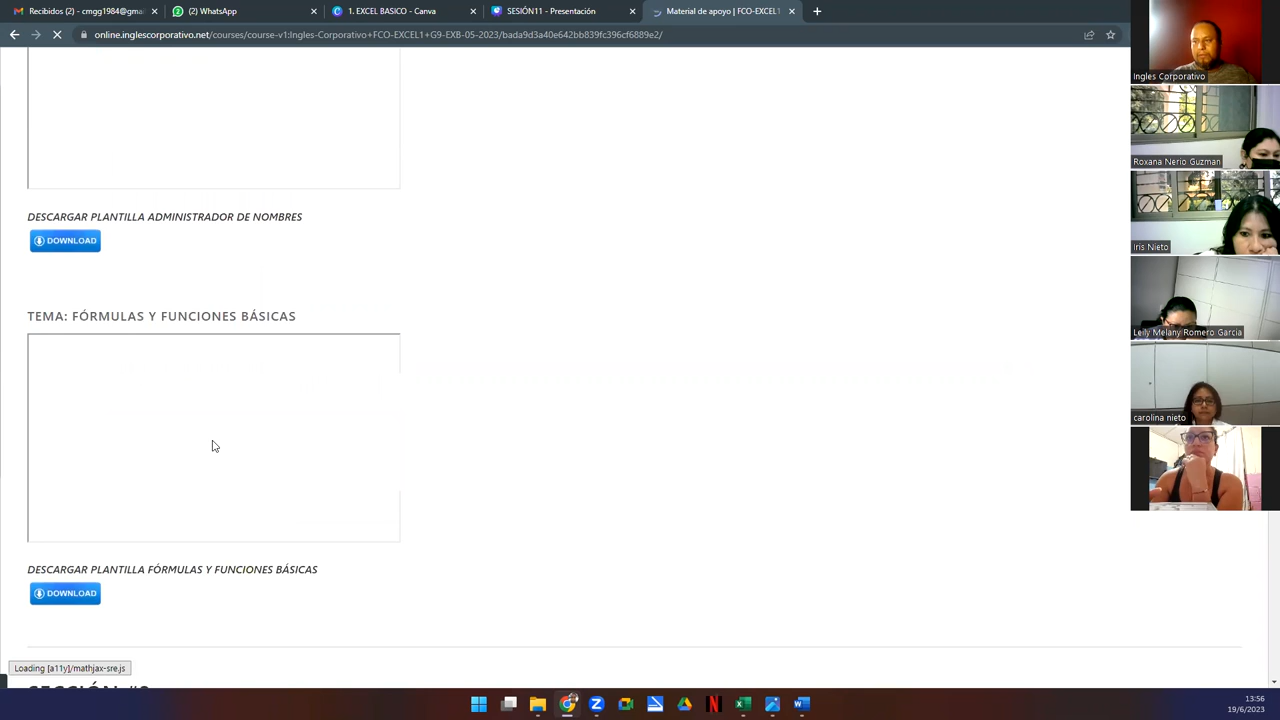 Recibidos (6) - cmgg1984@gmai
(2) WhatsApp
1. EXCEL BASICO - Canva
SESIÓN11 - Presentación
Material de apoyo | FCO-EXCEL1
online.inglescorporativo.net/courses/course-v1:Ingles-Corporativo+FCO-EXCEL1+G9-EXB-05-2023/bada9d3a40e642bb839fc396cf6889e2/
Ingles Corporativo
Roxana Nerio Guzman
Iris Nieto
Leily Melany Romero Garcia
carolina nieto
DESCARGAR PLANTILLA ADMINISTRADOR DE NOMBRES
DOWNLOAD
TEMA: FÓRMULAS Y FUNCIONES BÁSICAS
DESCARGAR PLANTILLA FÓRMULAS Y FUNCIONES BÁSICAS
DOWNLOAD
Loading [a11y]/mathjax-sre.js
13:56
19/6/2023